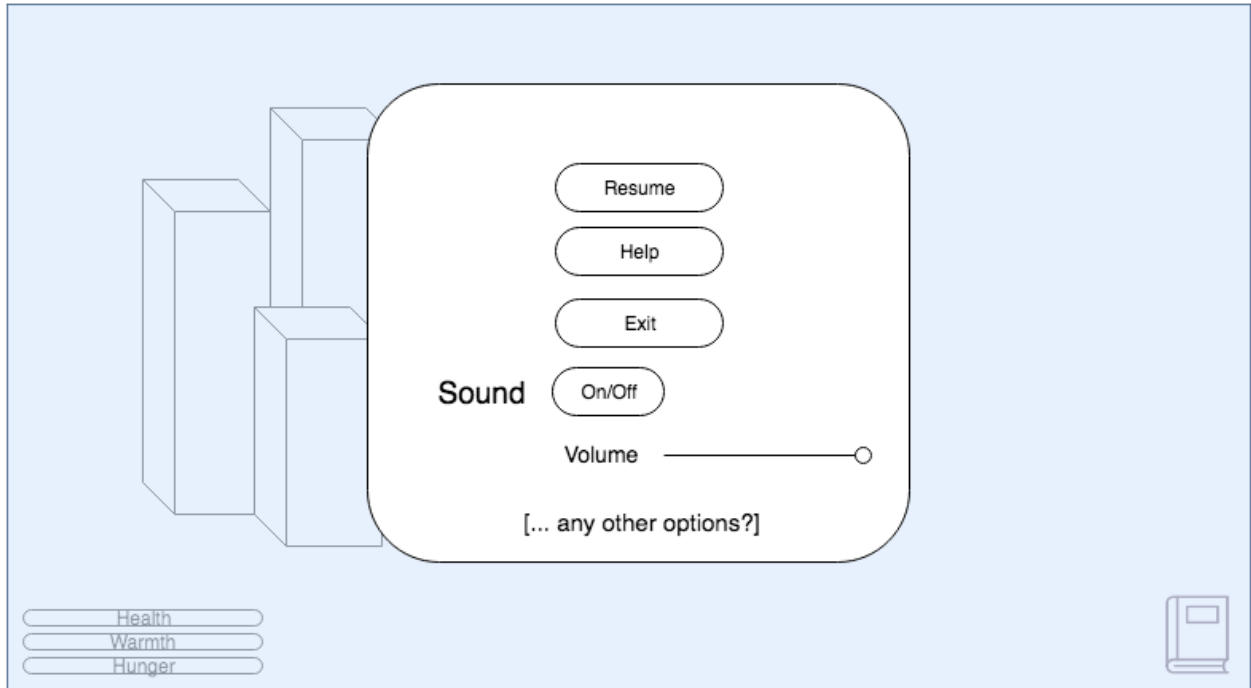 Resume
Help
Exit
Sound On/Off
Volume
[... any other options?]
Health
Warmth
Hunger